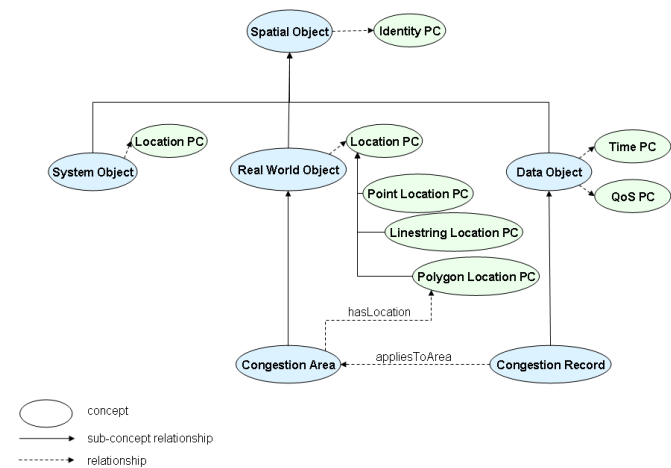 Spatial Object
Identity PC
System Object
Location PC
Real World Object
Location PC
Data Object
Time PC
QoS PC
Point Location PC
Linestring Location PC
Polygon Location PC
hasLocation
Congestion Area
appliesToArea
Congestion Record
concept
sub-concept relationship
relationship